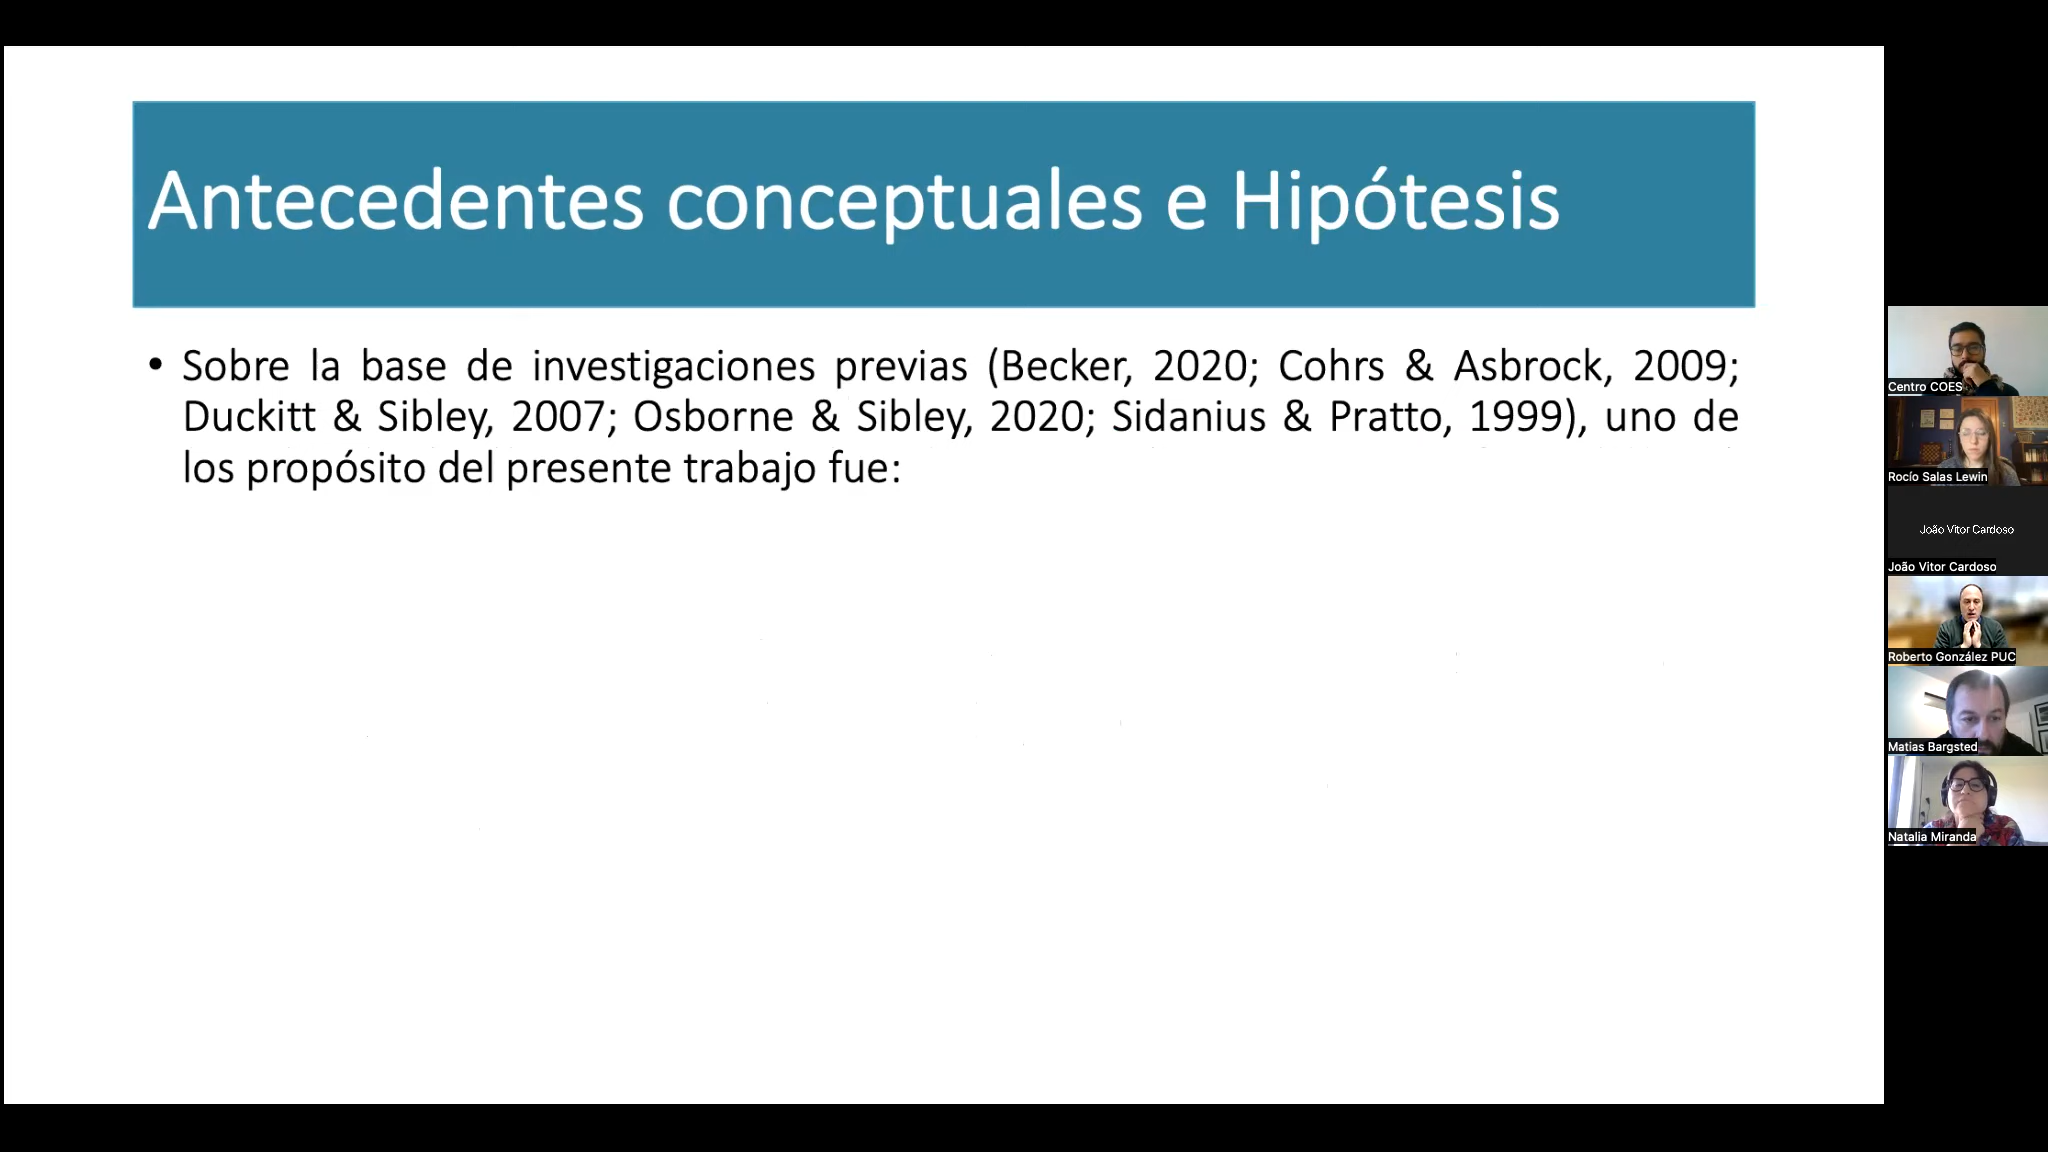 Antecedentes conceptuales e Hipótesis
• Sobre la base de investigaciones previas (Becker, 2020; Cohrs & Asbrock, 2009;
Duckitt & Sibley, 2007; Osborne & Sibley, 2020; Sidanius & Pratto, 1999), uno de
los propósito del presente trabajo fue:
Centro COES
Rocío Salas Lewin
João Vitor Cardoso
João Vitor Cardoso
Roberto González PUC
Matias Bargsted
Natalia Miranda